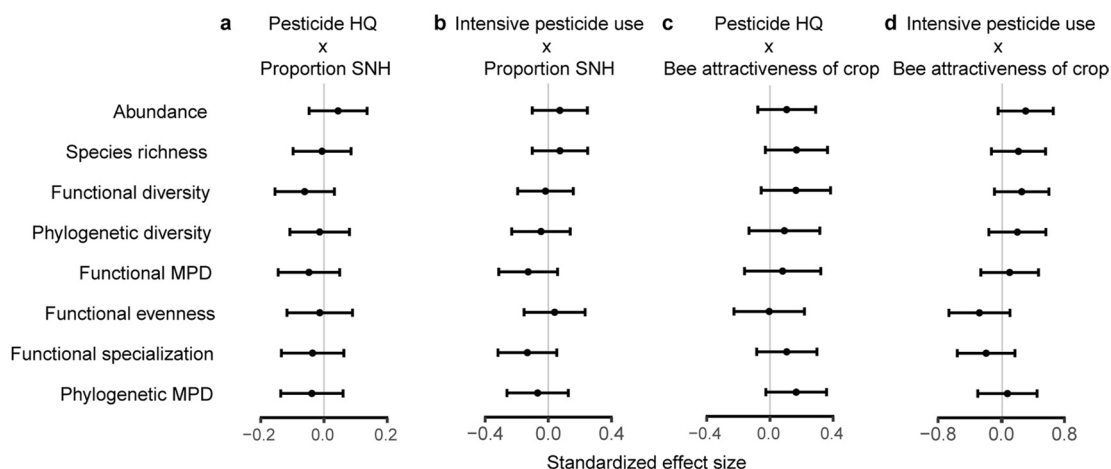 a Pesticide HQ
x
Proportion SNH
b Intensive pesticide use
x
Proportion SNH
c Pesticide HQ
x
Bee attractiveness of crop
d Intensive pesticide use
x
Bee attractiveness of crop
Abundance
Species richness
Functional diversity
Phylogenetic diversity
Functional MPD
Functional evenness
Functional specialization
Phylogenetic MPD
−0.2 0.0 0.2
−0.4 0.0 0.4
−0.4 0.0 0.4
−0.8 0.0 0.8
Standardized effect size